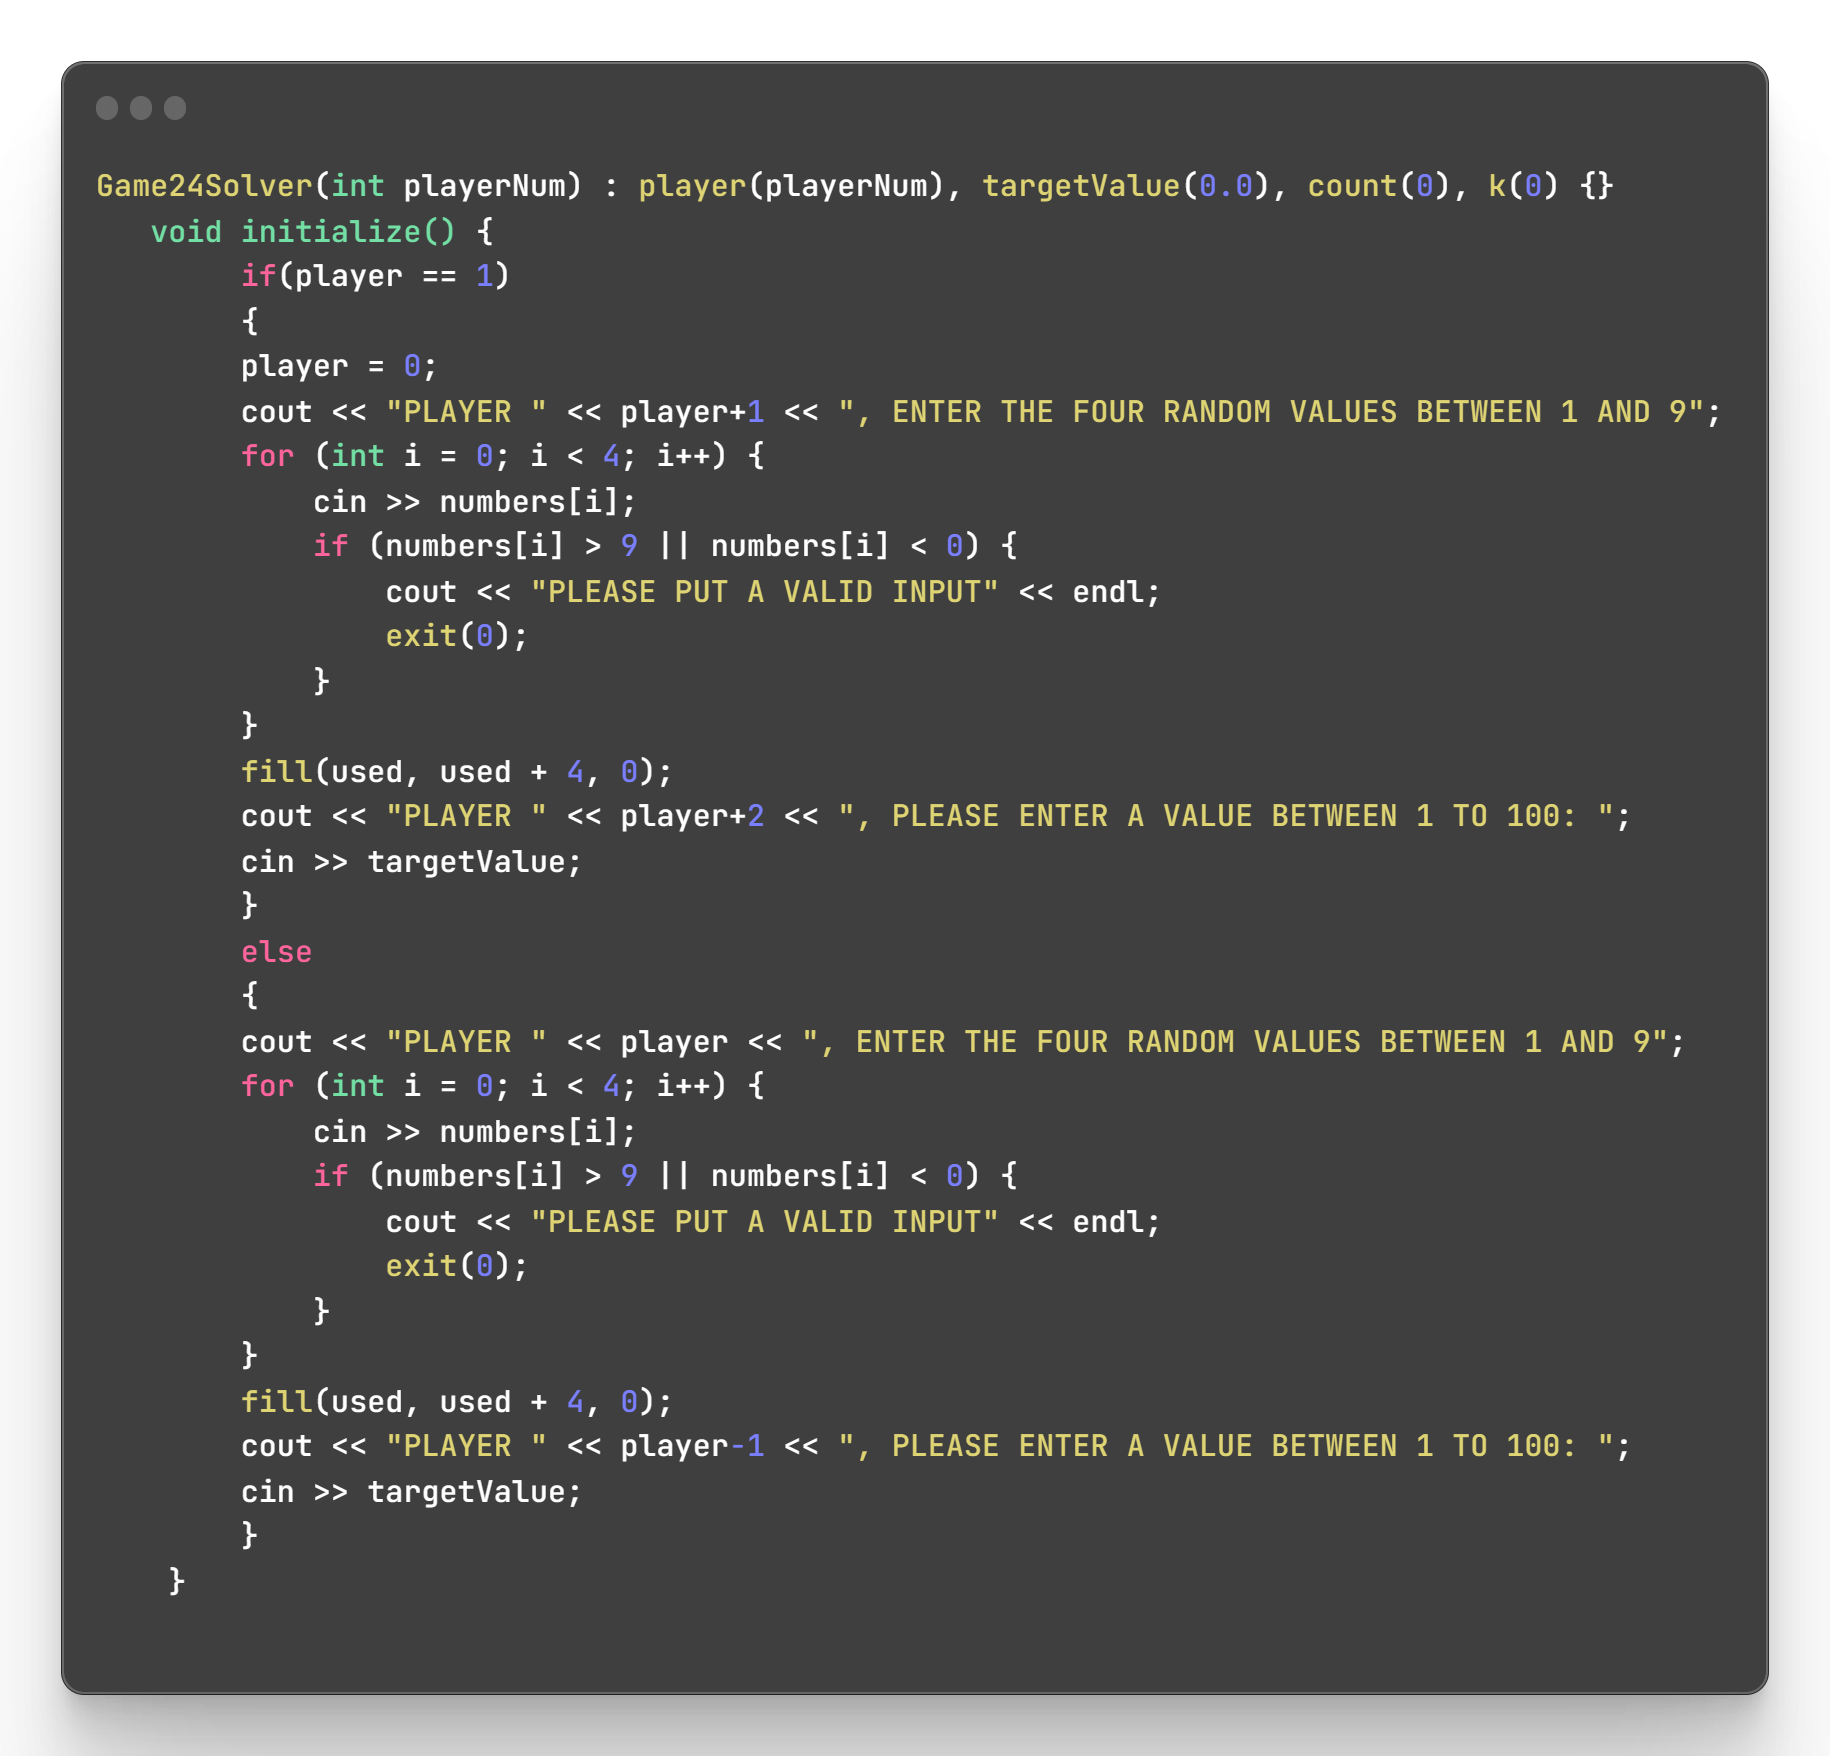 Game24Solver(int playerNum) : player(playerNum), targetValue(0.0), count(0), k(0) {}
   void initialize() {
        if(player == 1)
        {
        player = 0;
        cout << "PLAYER " << player+1 << ", ENTER THE FOUR RANDOM VALUES BETWEEN 1 AND 9";
        for (int i = 0; i < 4; i++) {
            cin >> numbers[i];
            if (numbers[i] > 9 || numbers[i] < 0) {
                cout << "PLEASE PUT A VALID INPUT" << endl;
                exit(0);
            }
        }
        fill(used, used + 4, 0);
        cout << "PLAYER " << player+2 << ", PLEASE ENTER A VALUE BETWEEN 1 TO 100: ";
        cin >> targetValue;
        }
        else
        {
        cout << "PLAYER " << player << ", ENTER THE FOUR RANDOM VALUES BETWEEN 1 AND 9";
        for (int i = 0; i < 4; i++) {
            cin >> numbers[i];
            if (numbers[i] > 9 || numbers[i] < 0) {
                cout << "PLEASE PUT A VALID INPUT" << endl;
                exit(0);
            }
        }
        fill(used, used + 4, 0);
        cout << "PLAYER " << player-1 << ", PLEASE ENTER A VALUE BETWEEN 1 TO 100: ";
        cin >> targetValue;
        }
    }